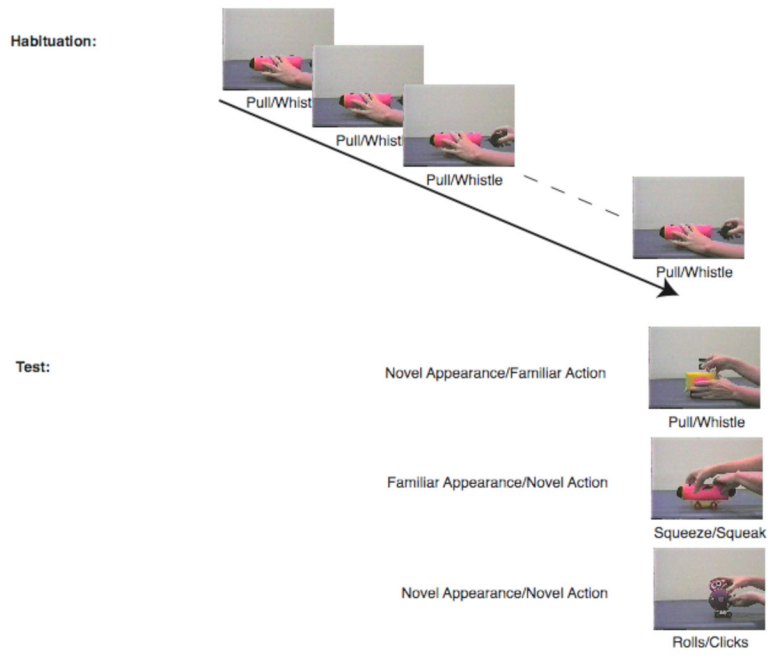 Habituation:
Pull/Whist
Pull/Whistl
Pull/Whistle
Pull/Whistle
Test:
Novel Appearance/Familiar Action
Pull/Whistle
Familiar Appearance/Novel Action
Squeeze/Squeak
Novel Appearance/Novel Action
Rolls/Clicks